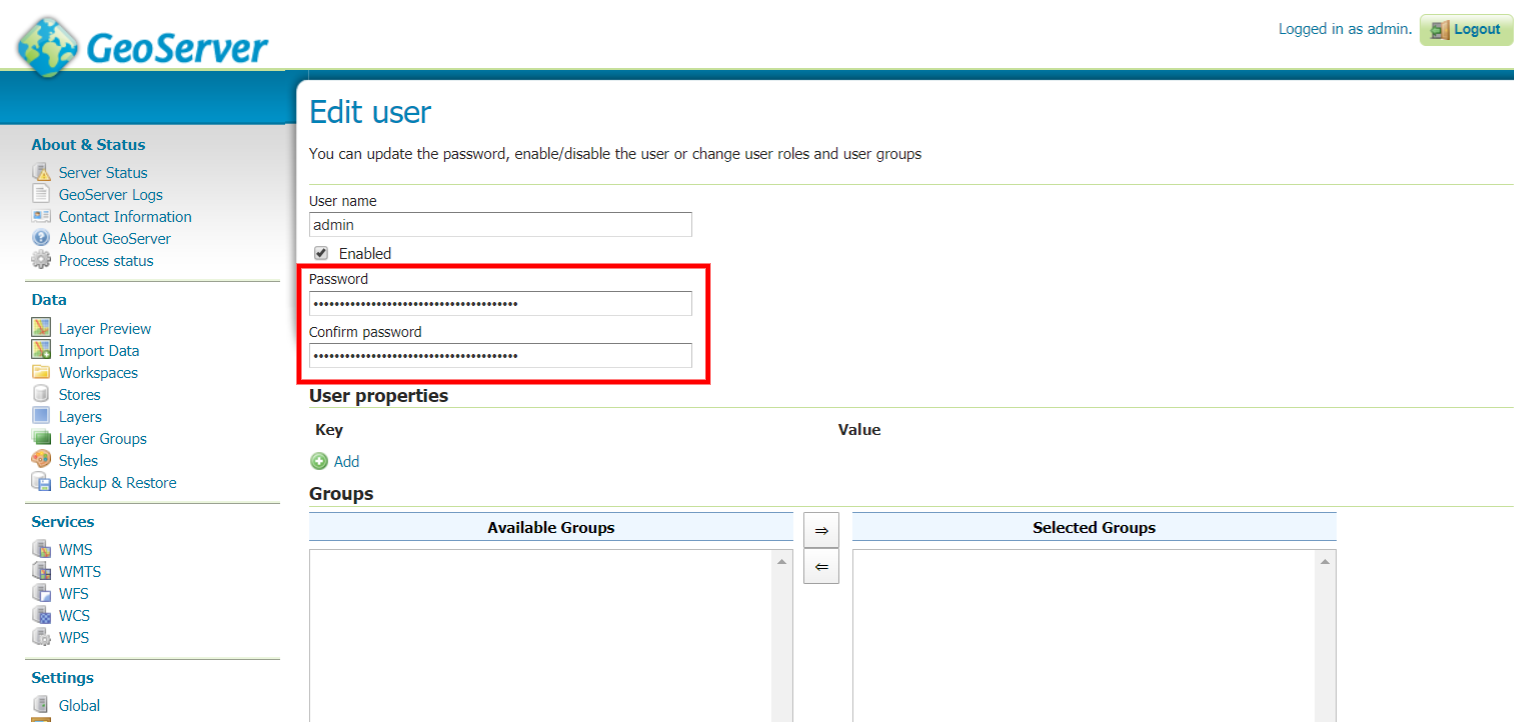 GeoServer
Logged in as admin.
Logout
Edit user
You can update the password, enable/disable the user or change user roles and user groups
About & Status
Server Status
GeoServer Logs
Contact Information
About GeoServer
Process status
Data
Layer Preview
Import Data
Workspaces
Stores
Layers
Layer Groups
Styles
Backup & Restore
Services
WMS
WMTS
WFS
WCS
WPS
Settings
Global
User name
admin
Enabled
Password
•••••••••••••••••••••••••••••••••••••••
Confirm password
•••••••••••••••••••••••••••••••••••••••
User properties
Key Value
Add
Groups
Available Groups ⇒ Selected Groups
⇐